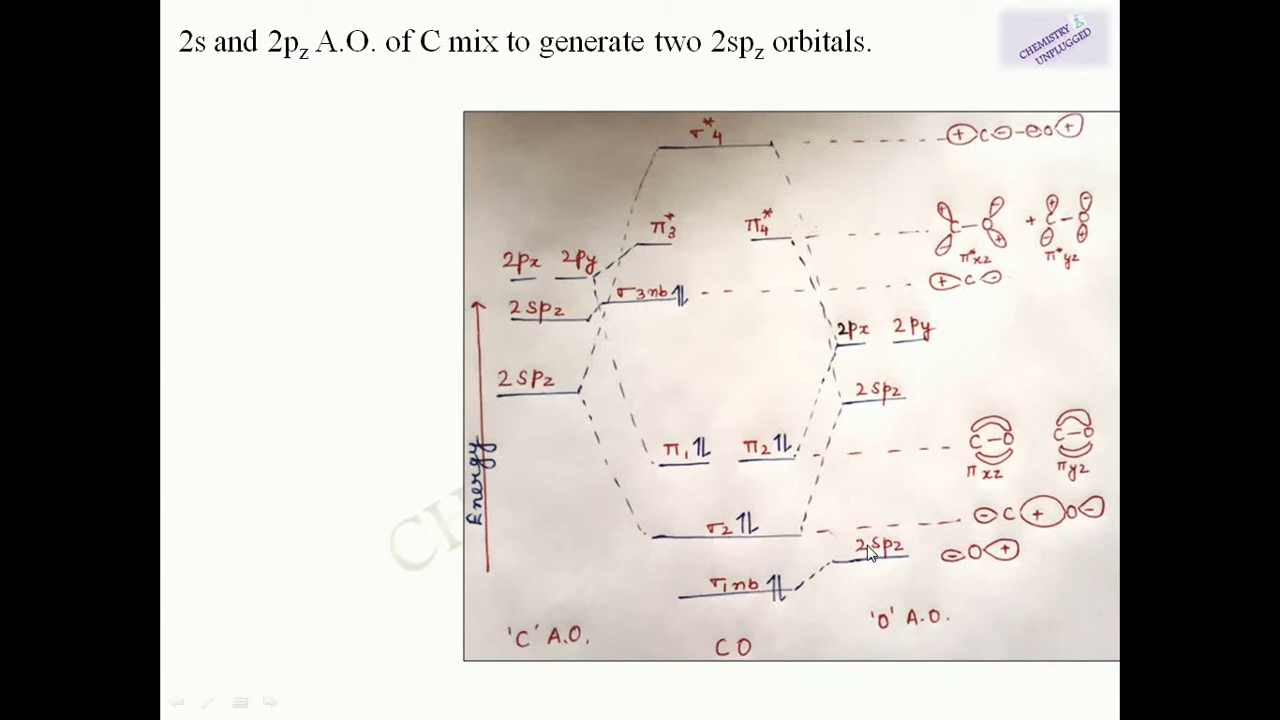 2s and 2pz A.O. of C mix to generate two 2spz orbitals.
CHEMISTRY
UNPLUGGED
σ*4
+ C - - O +
π*3 π*4
+ - C - O - + + + C - O - +
π*xz π*yz
2px 2py
σ3nb ⥮
+ C -
2spz
2px 2py
2spz
2spz
π1 ⥮ π2 ⥮
C - O C - O
πxz πyz
Energy
σ2 ⥮
- C + O -
2spz
- O +
σ1nb ⥮
'C' A.O.
CO
'O' A.O.